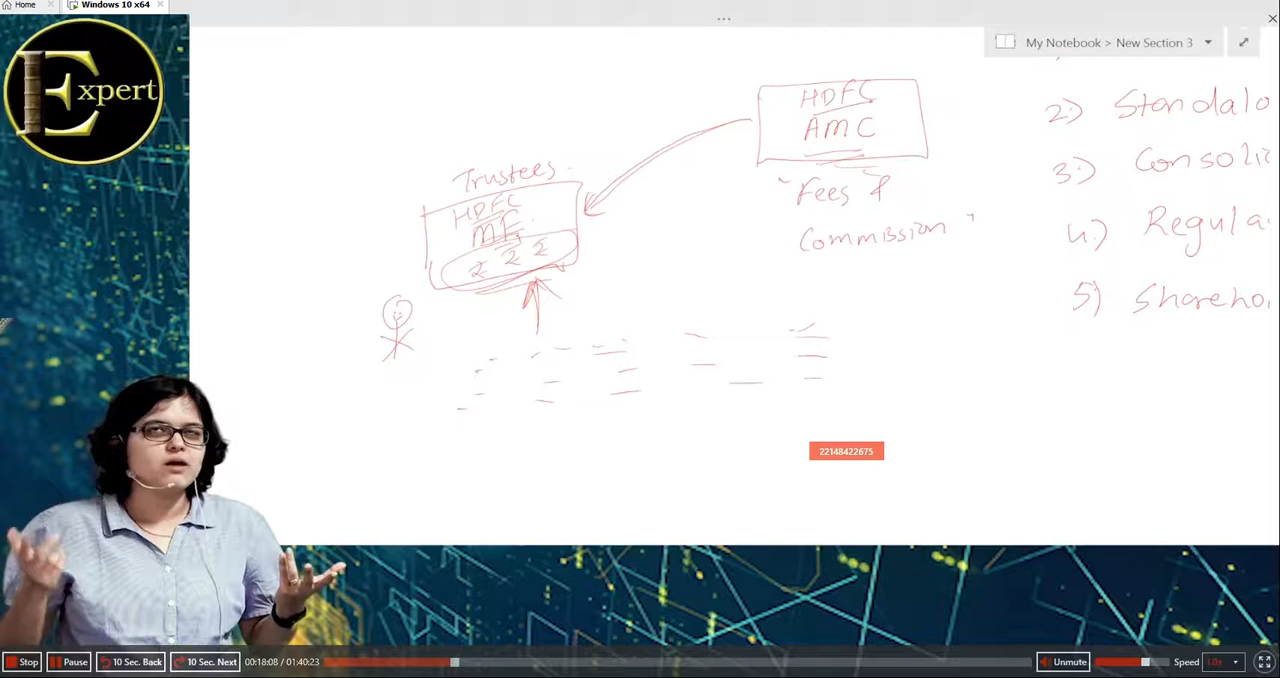 Home
Windows 10 x64
Expert
My Notebook > New Section 3
HDFC
AMC
Fees &
Commission
Trustees
HDFC
MF
2) Standalo
3) Consoli
4) Regula
5) Shareho
22148422675
Stop
Pause
10 Sec. Back
10 Sec. Next
00:18:08 / 01:40:23
Unmute
Speed
1.0x